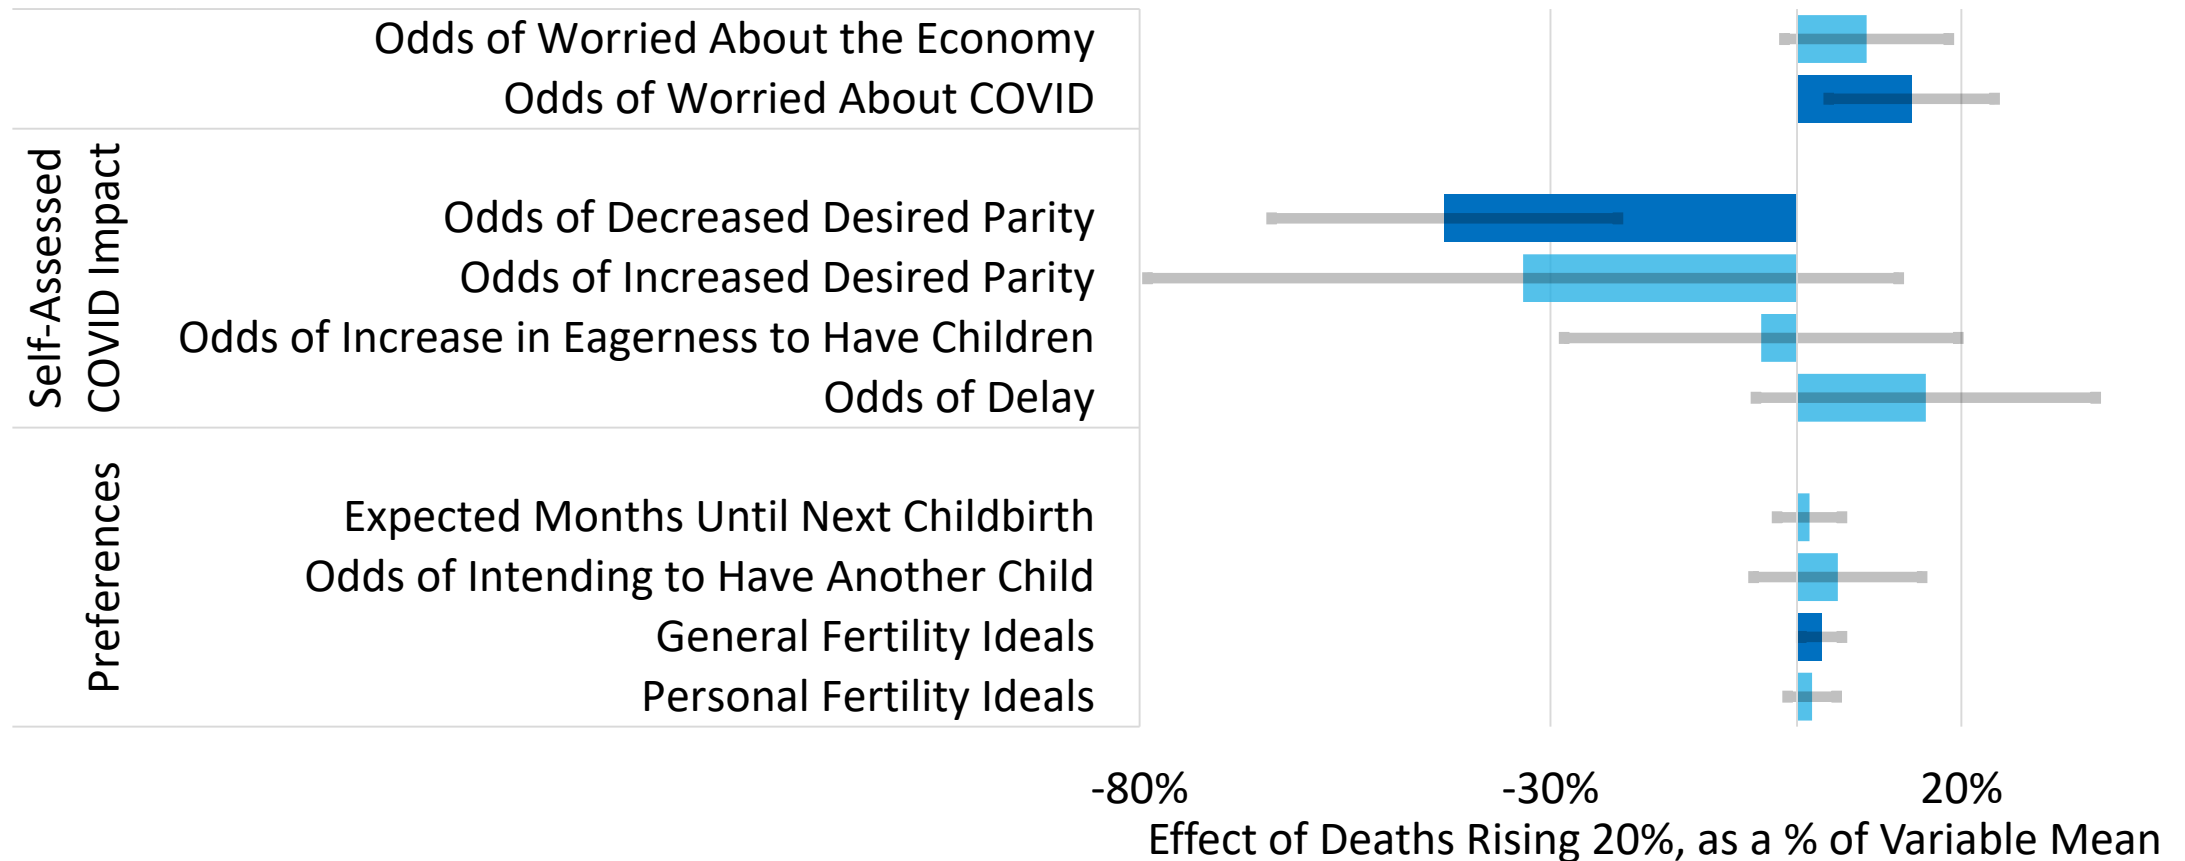 Odds of Worried About the Economy
Odds of Worried About COVID
Self-Assessed
COVID Impact
Odds of Decreased Desired Parity
Odds of Increased Desired Parity
Odds of Increase in Eagerness to Have Children
Odds of Delay
Preferences
Expected Months Until Next Childbirth
Odds of Intending to Have Another Child
General Fertility Ideals
Personal Fertility Ideals
-80%
-30%
20%
Effect of Deaths Rising 20%, as a % of Variable Mean